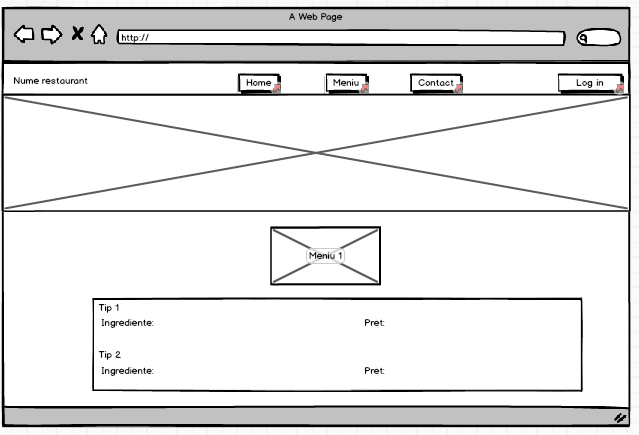 A Web Page
http://
Nume restaurant Home Meniu Contact Log in
Meniu 1
Tip 1
Ingrediente: Pret:
Tip 2
Ingrediente: Pret: